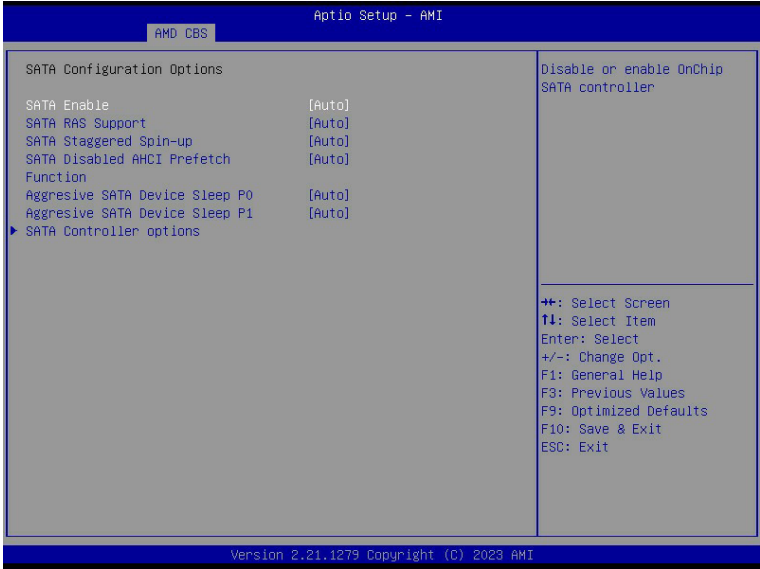 Aptio Setup – AMI
AMD CBS
SATA Configuration Options
SATA Enable [Auto]
SATA RAS Support [Auto]
SATA Staggered Spin-up [Auto]
SATA Disabled AHCI Prefetch [Auto]
Function
Aggresive SATA Device Sleep P0 [Auto]
Aggresive SATA Device Sleep P1 [Auto]
▶ SATA Controller options
Disable or enable OnChip
SATA controller
→←: Select Screen
↑↓: Select Item
Enter: Select
+/-: Change Opt.
F1: General Help
F3: Previous Values
F9: Optimized Defaults
F10: Save & Exit
ESC: Exit
Version 2.21.1279 Copyright (C) 2023 AMI